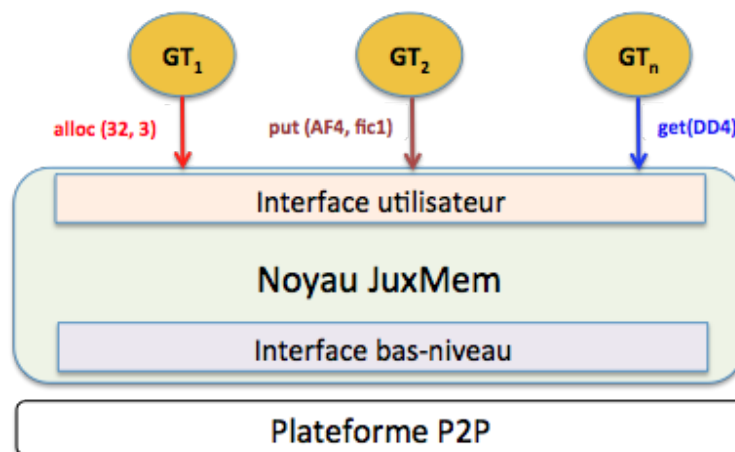 GT1 GT2 GTn
alloc (32, 3) put (AF4, fic1) get(DD4)
Interface utilisateur
Noyau JuxMem
Interface bas-niveau
Plateforme P2P